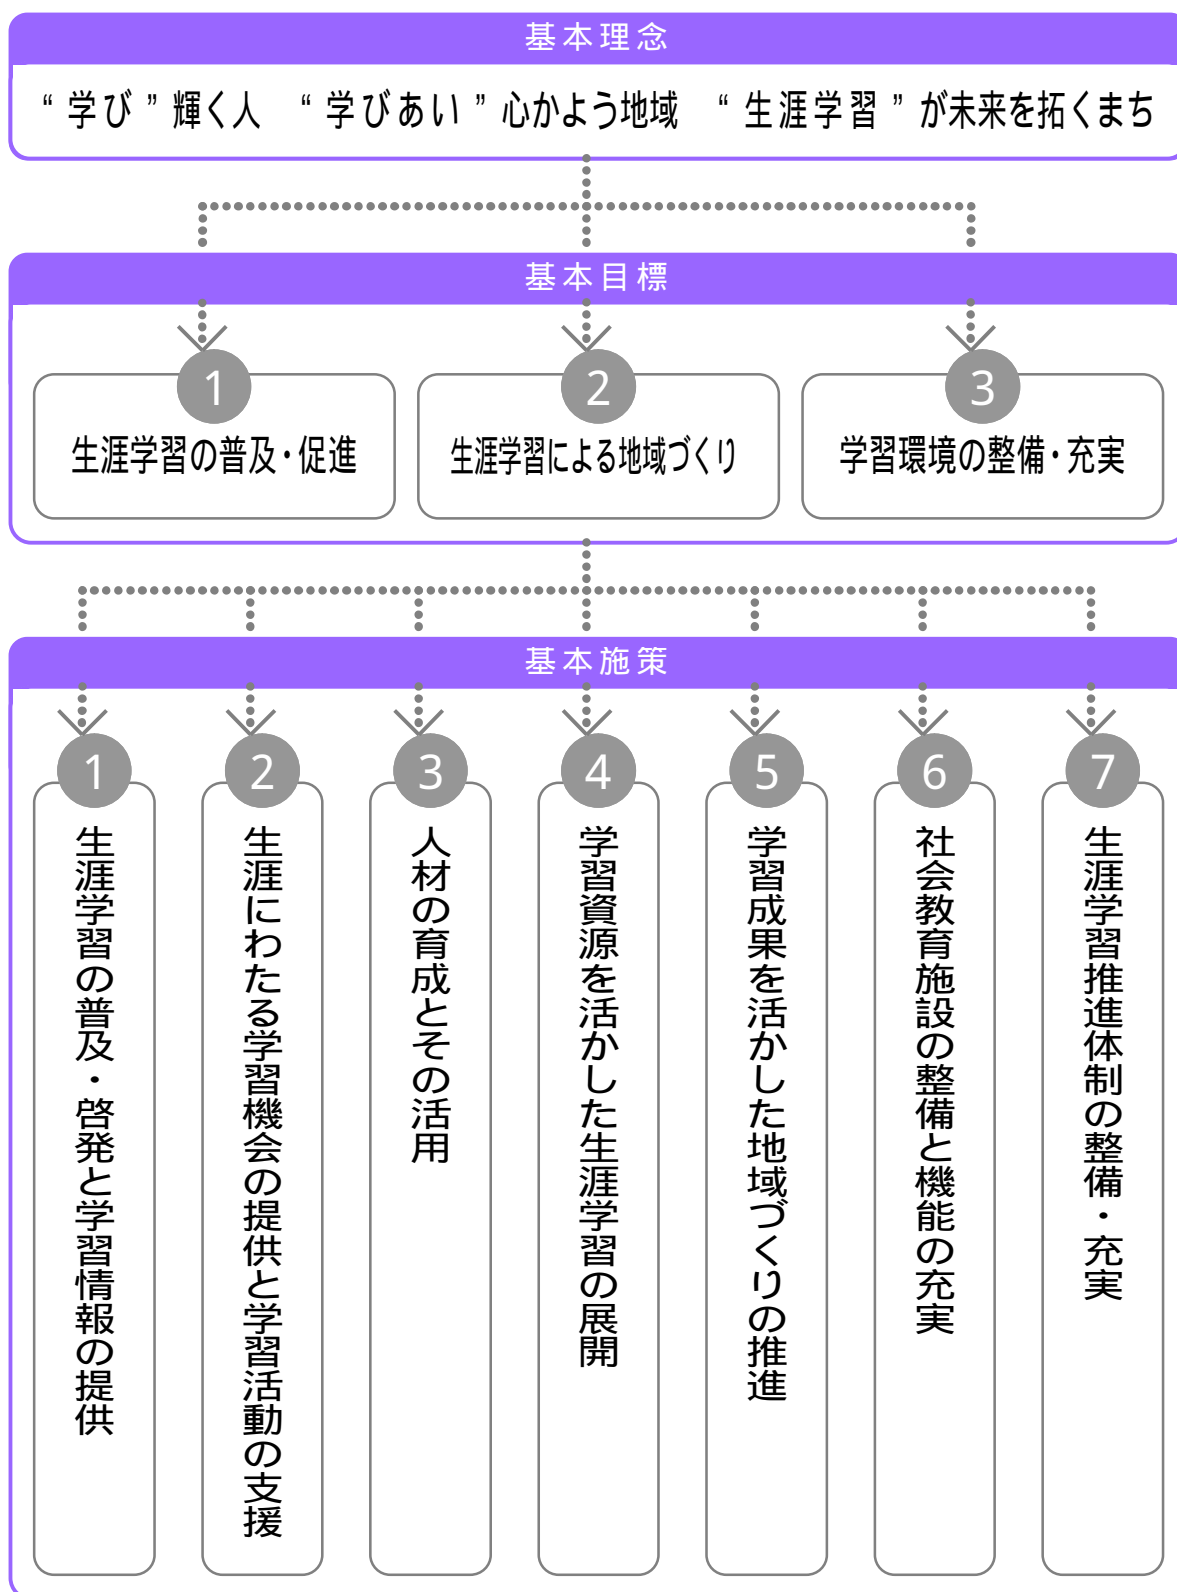 基本理念
“学び”輝く人　“学びあい”心かよう地域　“生涯学習”が未来を拓くまち
基本目標
1
生涯学習の普及・促進
2
生涯学習による地域づくり
3
学習環境の整備・充実
基本施策
1
生涯学習の普及・啓発と学習情報の提供
2
生涯にわたる学習機会の提供と学習活動の支援
3
人材の育成とその活用
4
学習資源を活かした生涯学習の展開
5
学習成果を活かした地域づくりの推進
6
社会教育施設の整備と機能の充実
7
生涯学習推進体制の整備・充実